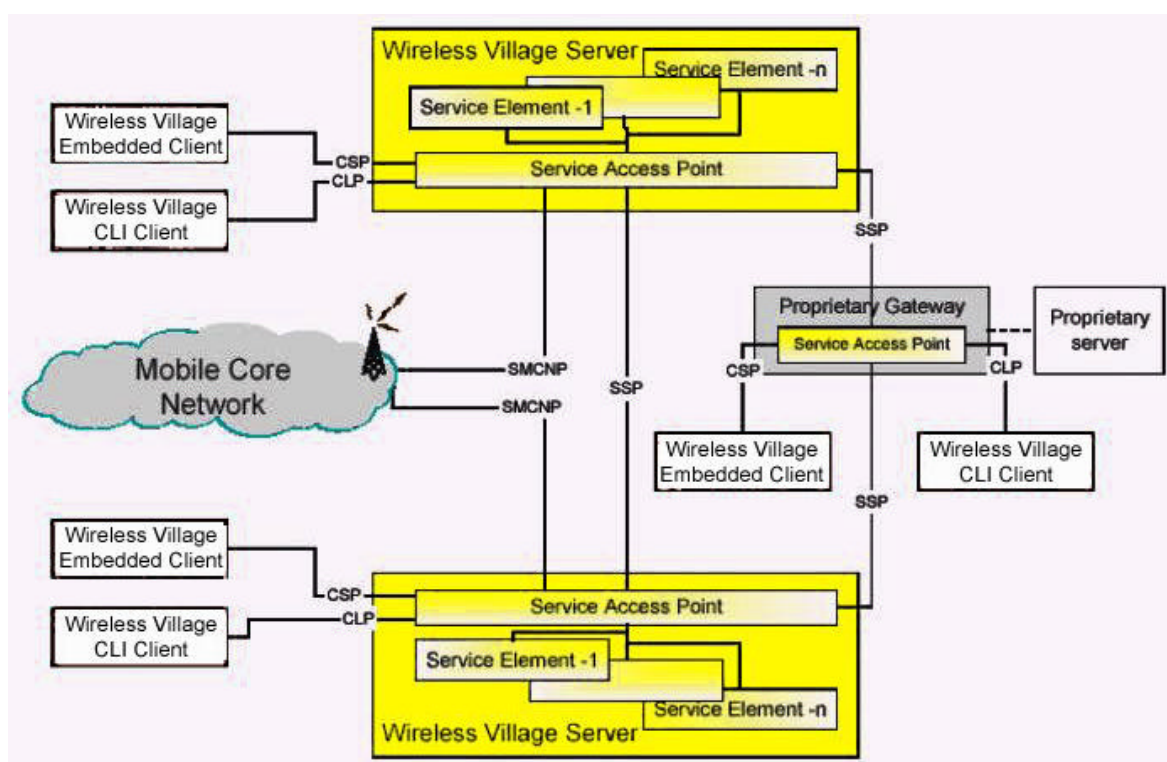 Wireless Village Server
Service Element -n
Service Element -1
Wireless Village
Embedded Client
CSP
Service Access Point
CLP
Wireless Village
CLI Client
SSP
Proprietary Gateway
Service Access Point
Proprietary
server
CSP
CLP
Mobile Core
Network
SMCNP
SSP
SMCNP
Wireless Village
Embedded Client
Wireless Village
CLI Client
SSP
Wireless Village
Embedded Client
CSP
Service Access Point
CLP
Wireless Village
CLI Client
Service Element -1
Service Element -n
Wireless Village Server